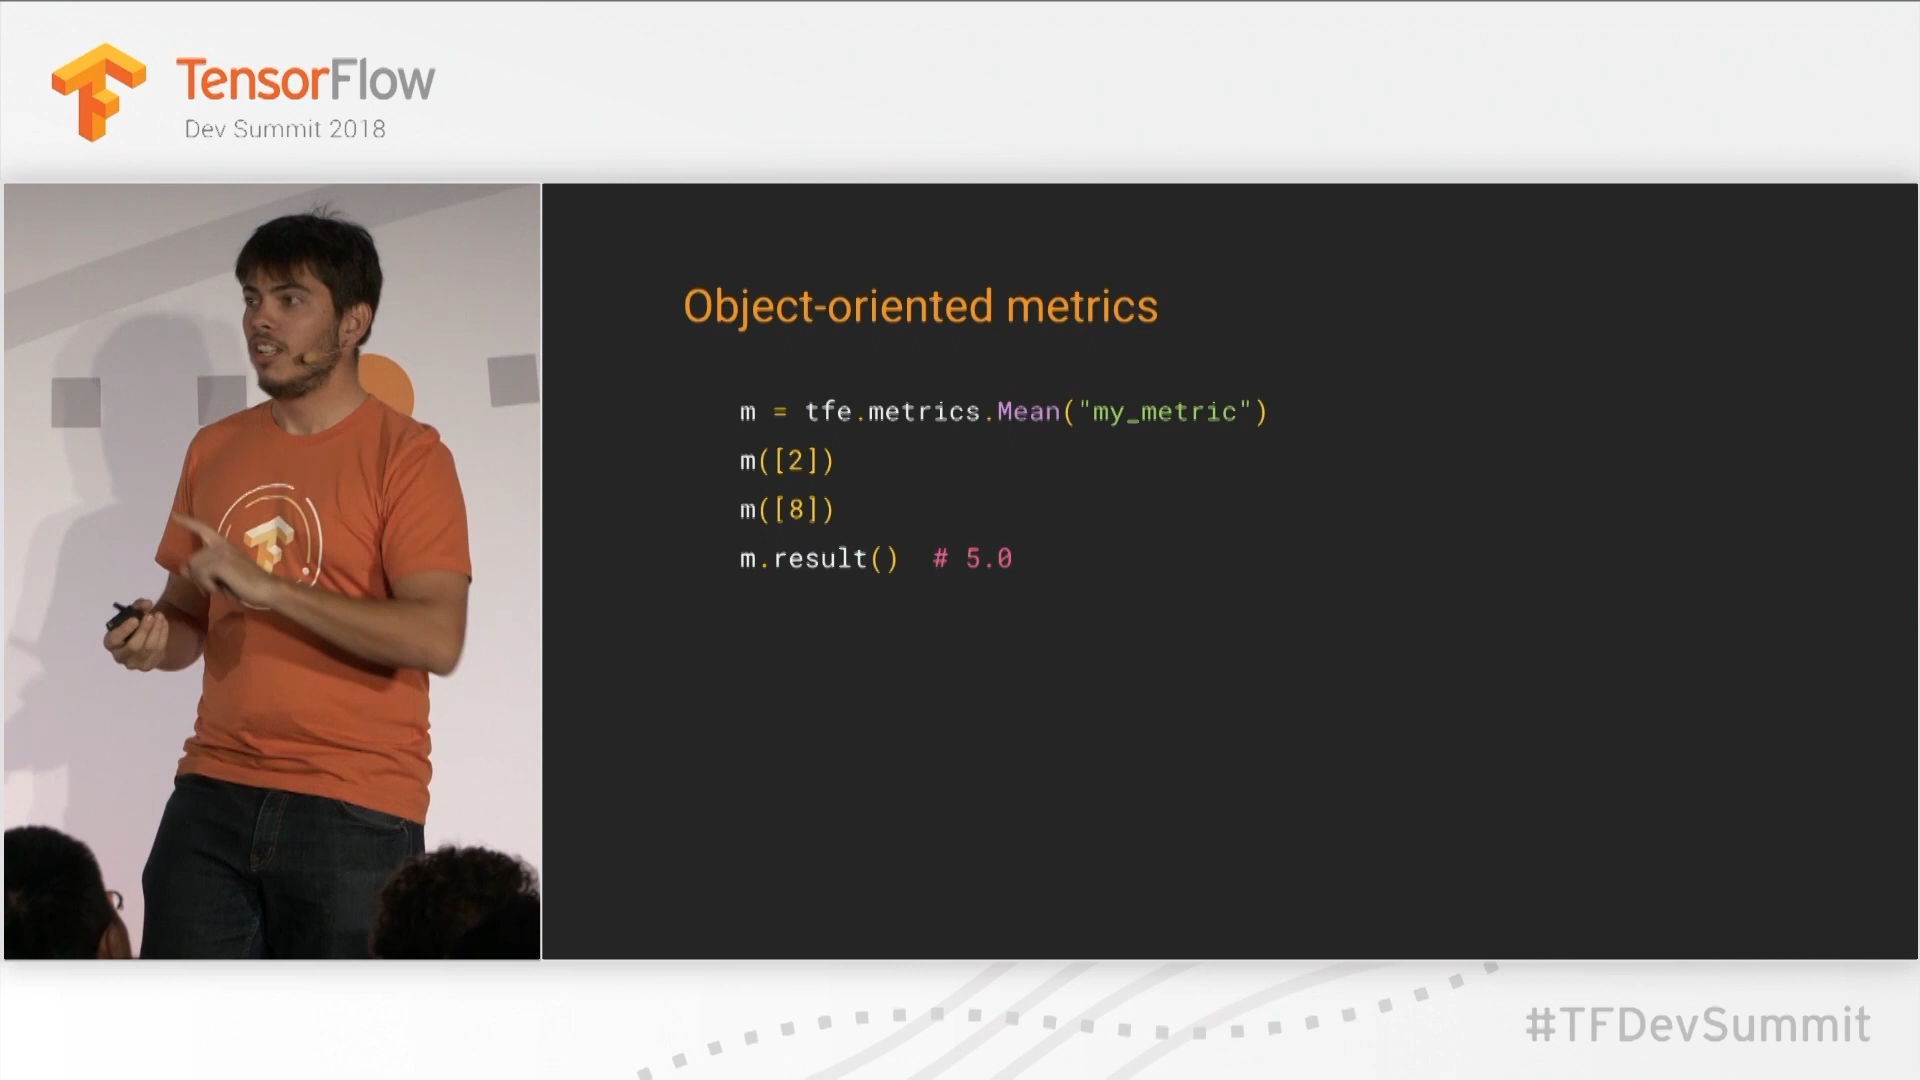 TensorFlow
Dev Summit 2018
Object-oriented metrics
m = tfe.metrics.Mean("my_metric")
m([2])
m([8])
m.result()  # 5.0
#TFDevSummit